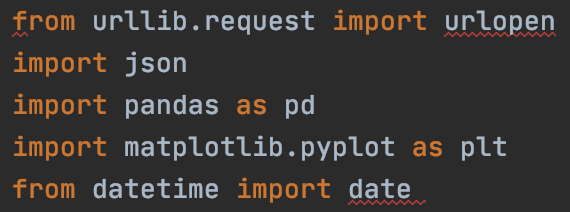 from urllib.request import urlopen
import json
import pandas as pd
import matplotlib.pyplot as plt
from datetime import date